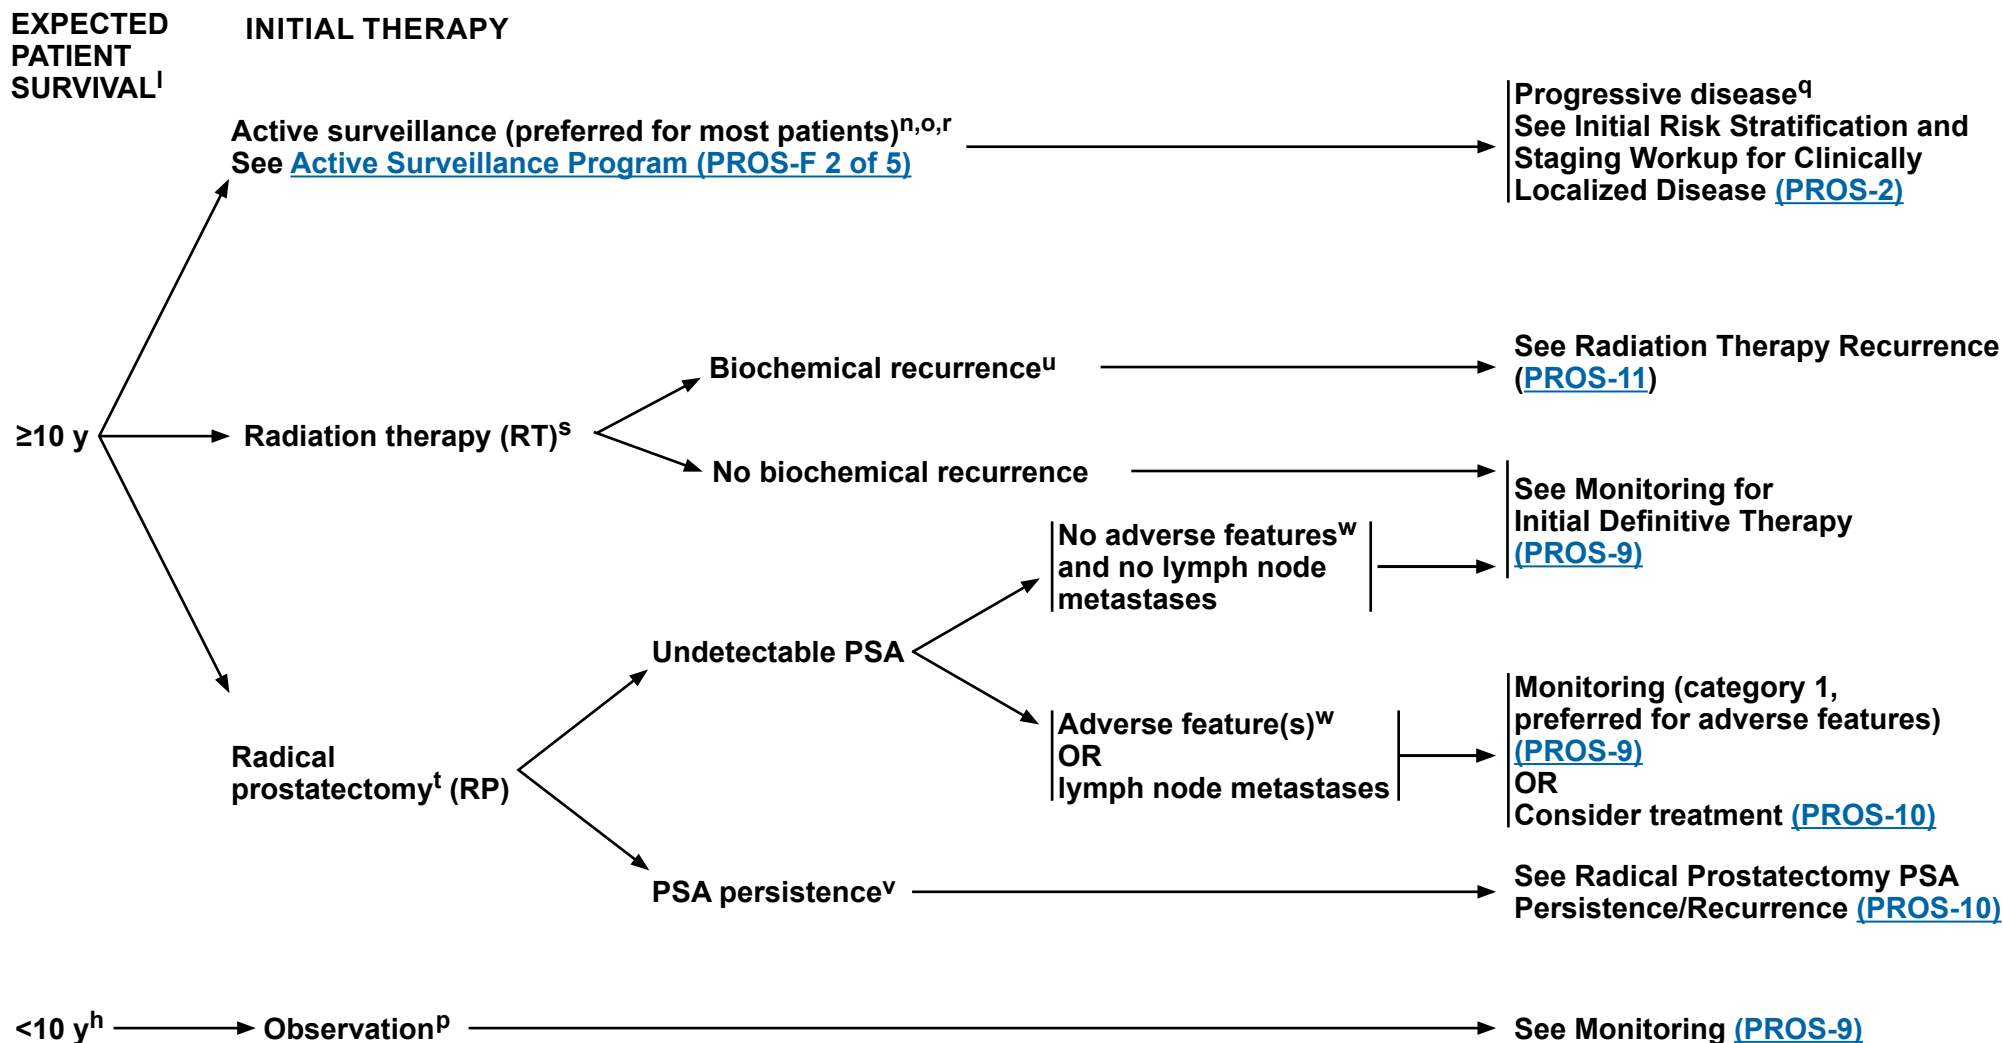 EXPECTED
PATIENT
SURVIVALˡ
INITIAL THERAPY
Active surveillance (preferred for most patients)ⁿ,ᵒ,ʳ
See Active Surveillance Program (PROS-F 2 of 5)
Progressive disease^q
See Initial Risk Stratification and
Staging Workup for Clinically
Localized Disease (PROS-2)
≥10 y
Radiation therapy (RT)ˢ
Biochemical recurrenceᵘ
See Radiation Therapy Recurrence
(PROS-11)
No biochemical recurrence
See Monitoring for
Initial Definitive Therapy
(PROS-9)
Radical
prostatectomyᵗ (RP)
Undetectable PSA
No adverse featuresʷ
and no lymph node
metastases
Adverse feature(s)ʷ
OR
lymph node metastases
Monitoring (category 1,
preferred for adverse features)
(PROS-9)
OR
Consider treatment (PROS-10)
PSA persistenceᵛ
See Radical Prostatectomy PSA
Persistence/Recurrence (PROS-10)
<10 yʰ
Observationᵖ
See Monitoring (PROS-9)